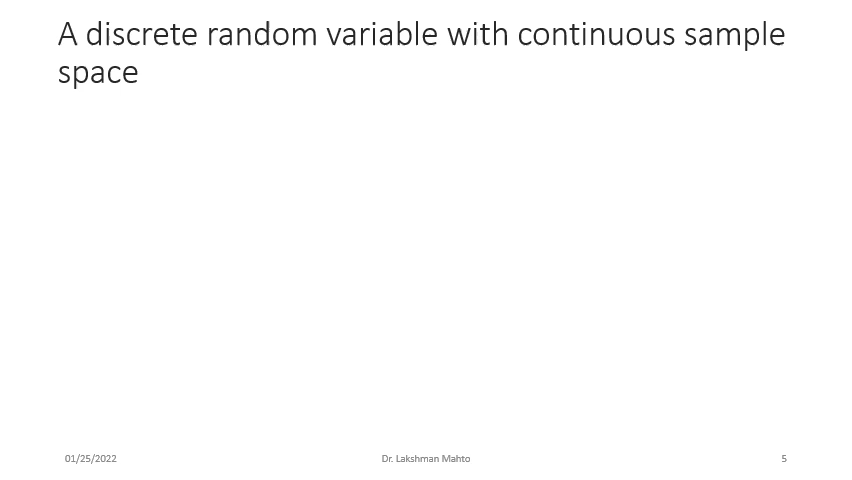 A discrete random variable with continuous sample
space
01/25/2022
Dr. Lakshman Mahto
5